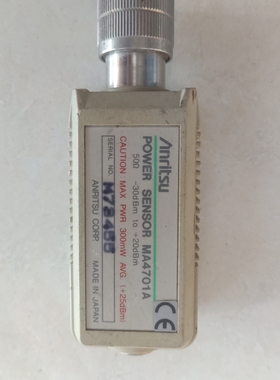 Anritsu
POWER SENSOR MA4701A
50Ω -30dBm to +20dBm
CAUTION MAX PWR 300mW AVG. (+25dBm)
SERIAL NO.
ANRITSU CORP. MADE IN JAPAN
CE